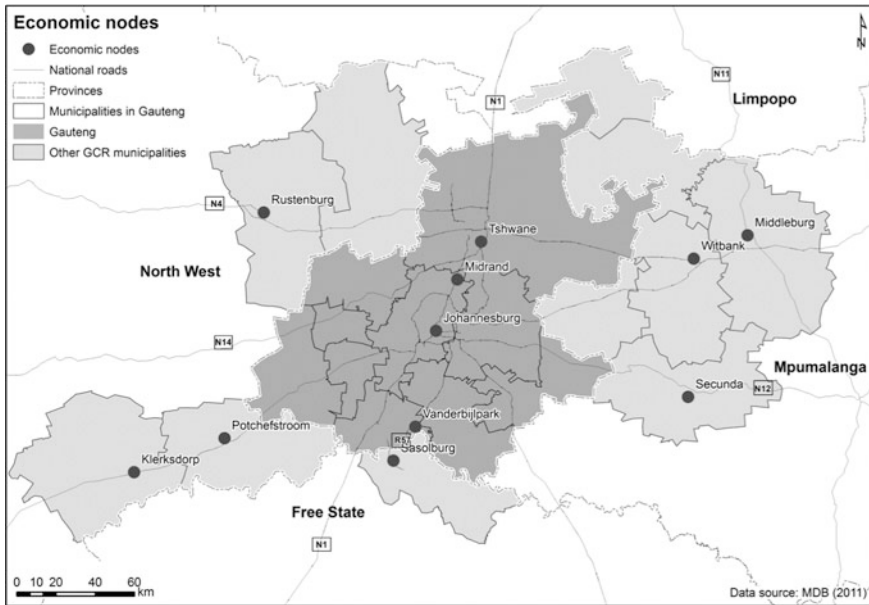 Economic nodes
Economic nodes
National roads
Provinces
Municipalities in Gauteng
Gauteng
Other GCR municipalities
N
N11
Limpopo
N1
N4
Rustenburg
Middleburg
Tshwane
Witbank
North West
Midrand
Johannesburg
N14
Mpumalanga
Secunda
N12
Vanderbijlpark
Potchefstroom
R57
Sasolburg
Klerksdorp
Free State
N1
0 10 20 40 60
km
Data source: MDB (2011)